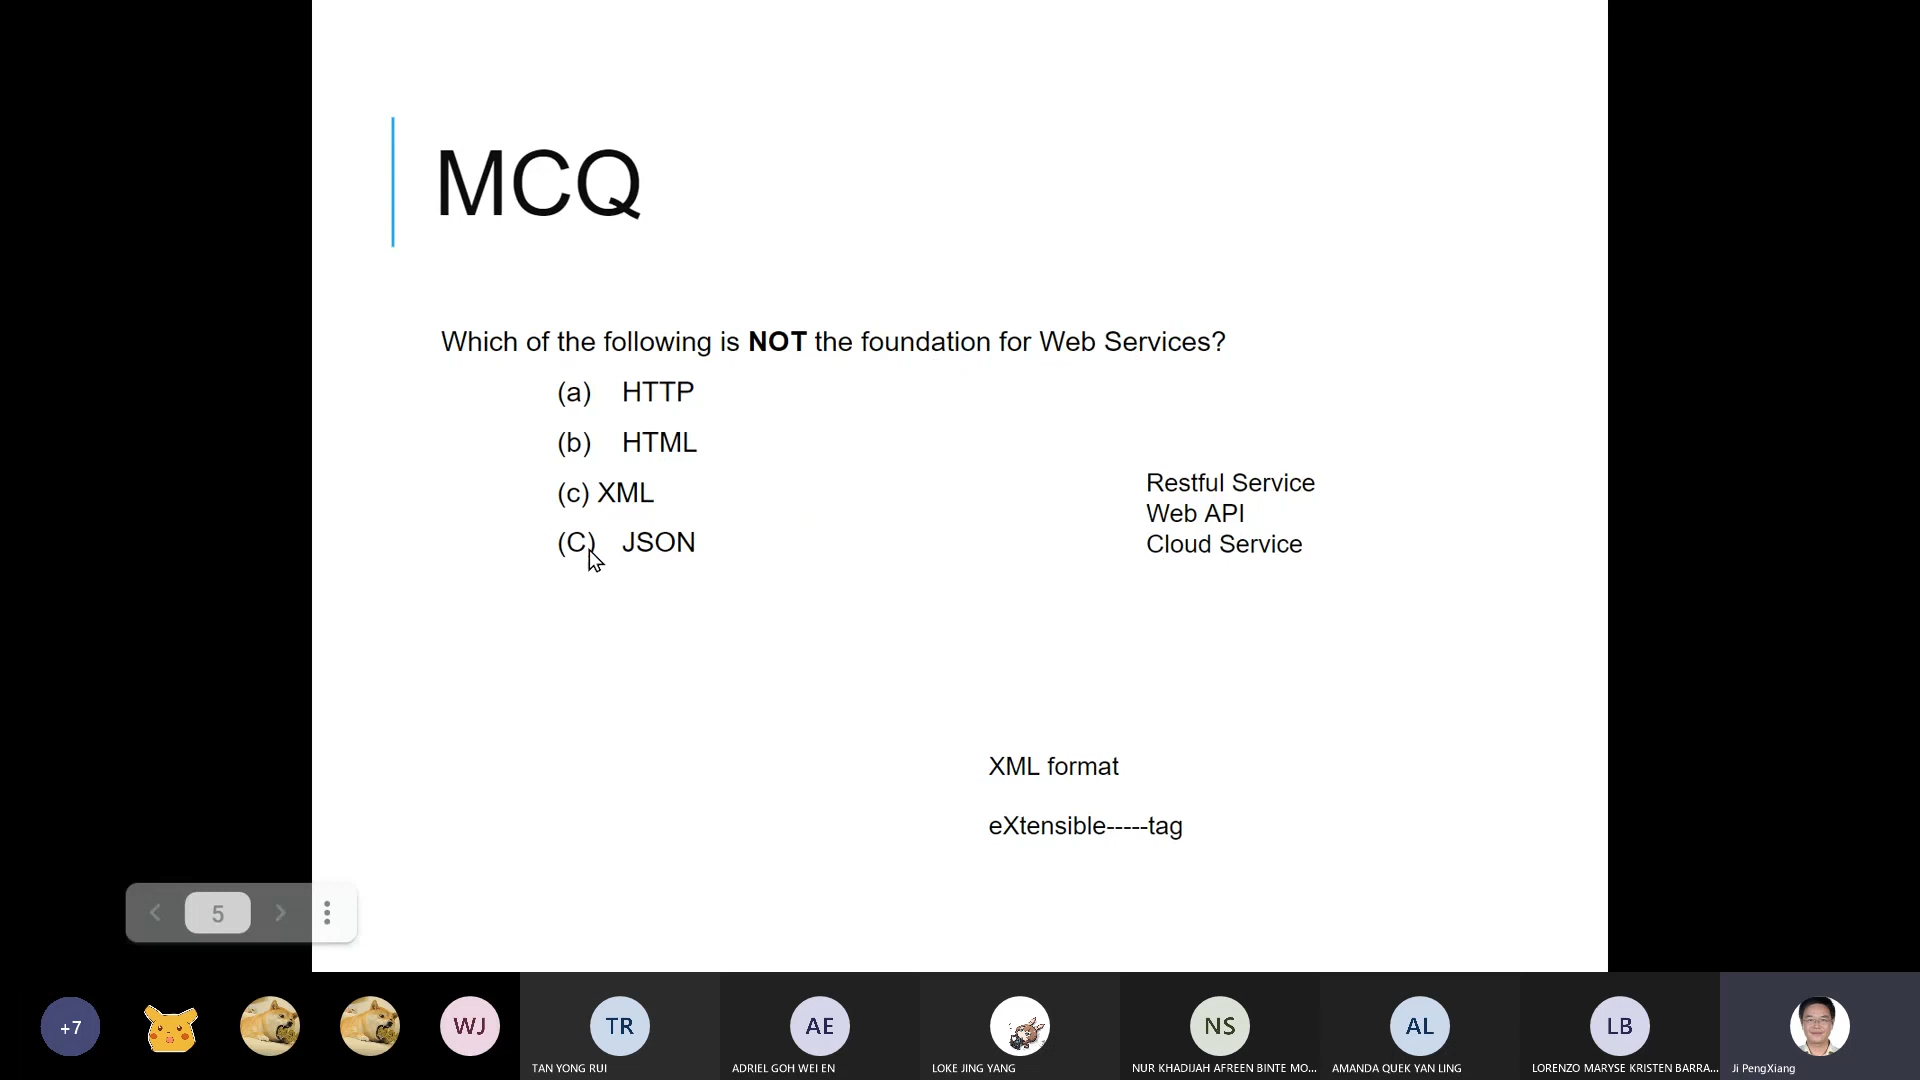 MCQ
Which of the following is NOT the foundation for Web Services?
(a) HTTP
(b) HTML
(c) XML
(C) JSON
Restful Service
Web API
Cloud Service
XML format
eXtensible-----tag
5
+7
WJ
TR
AE
NS
AL
LB
TAN YONG RUI
ADRIEL GOH WEI EN
LOKE JING YANG
NUR KHADIJAH AFREEN BINTE MO...
AMANDA QUEK YAN LING
LORENZO MARYSE KRISTEN BARRA...
Ji PengXiang